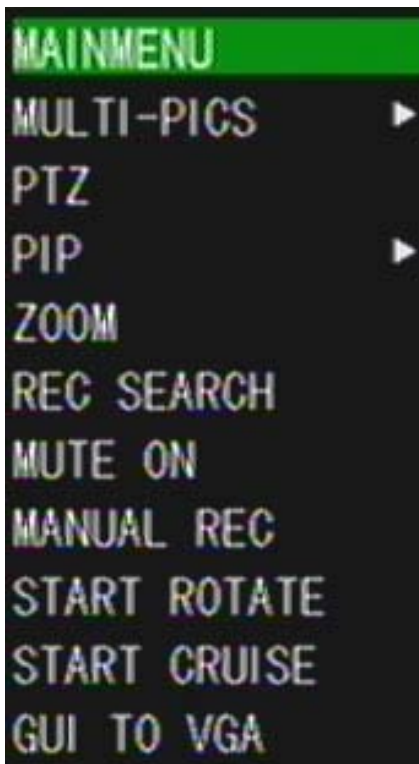 MAINMENU
MULTI-PICS
PTZ
PIP
ZOOM
REC SEARCH
MUTE ON
MANUAL REC
START ROTATE
START CRUISE
GUI TO VGA